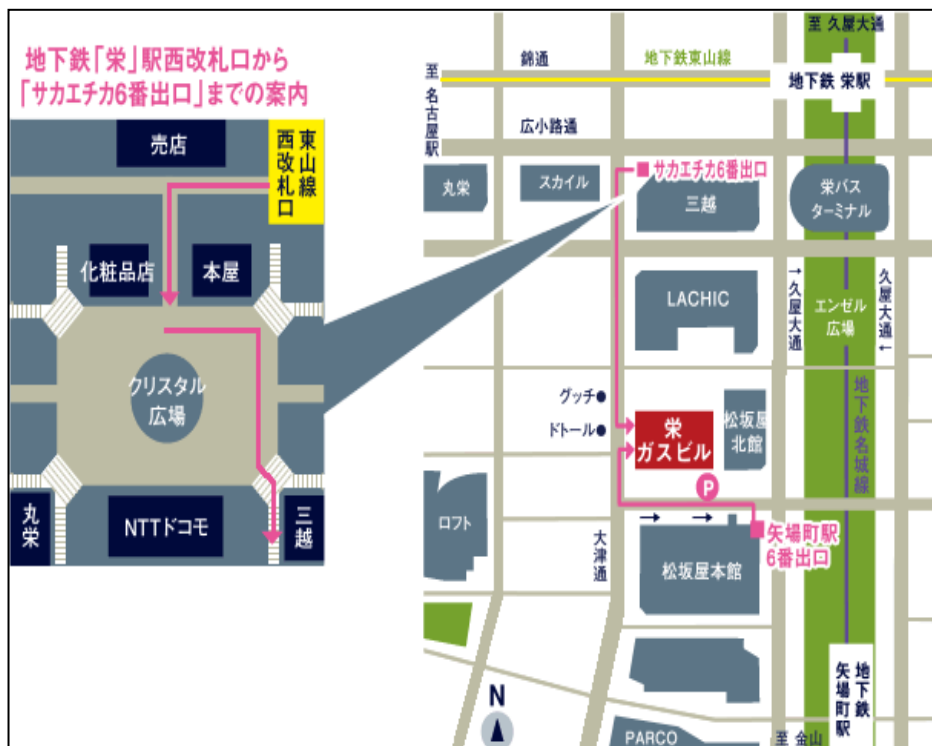 地下鉄「栄」駅西改札口から
「サカエチカ6番出口」までの案内
売店
東山線
西改札口
化粧品店
本屋
クリスタル
広場
丸栄
NTTドコモ
三越
至 久屋大通
錦通
地下鉄東山線
至 名古屋駅
地下鉄 栄駅
広小路通
サカエチカ6番出口
丸栄
スカイル
三越
栄バス
ターミナル
LACHIC
→久屋大通
エンゼル
広場
久屋大通←
グッチ
ドトール
栄
ガスビル
松坂屋
北館
地下鉄名城線
P
ロフト
→ →
矢場町駅
6番出口
大津通
松坂屋本館
地下鉄
矢場町駅
N
PARCO
至 金山